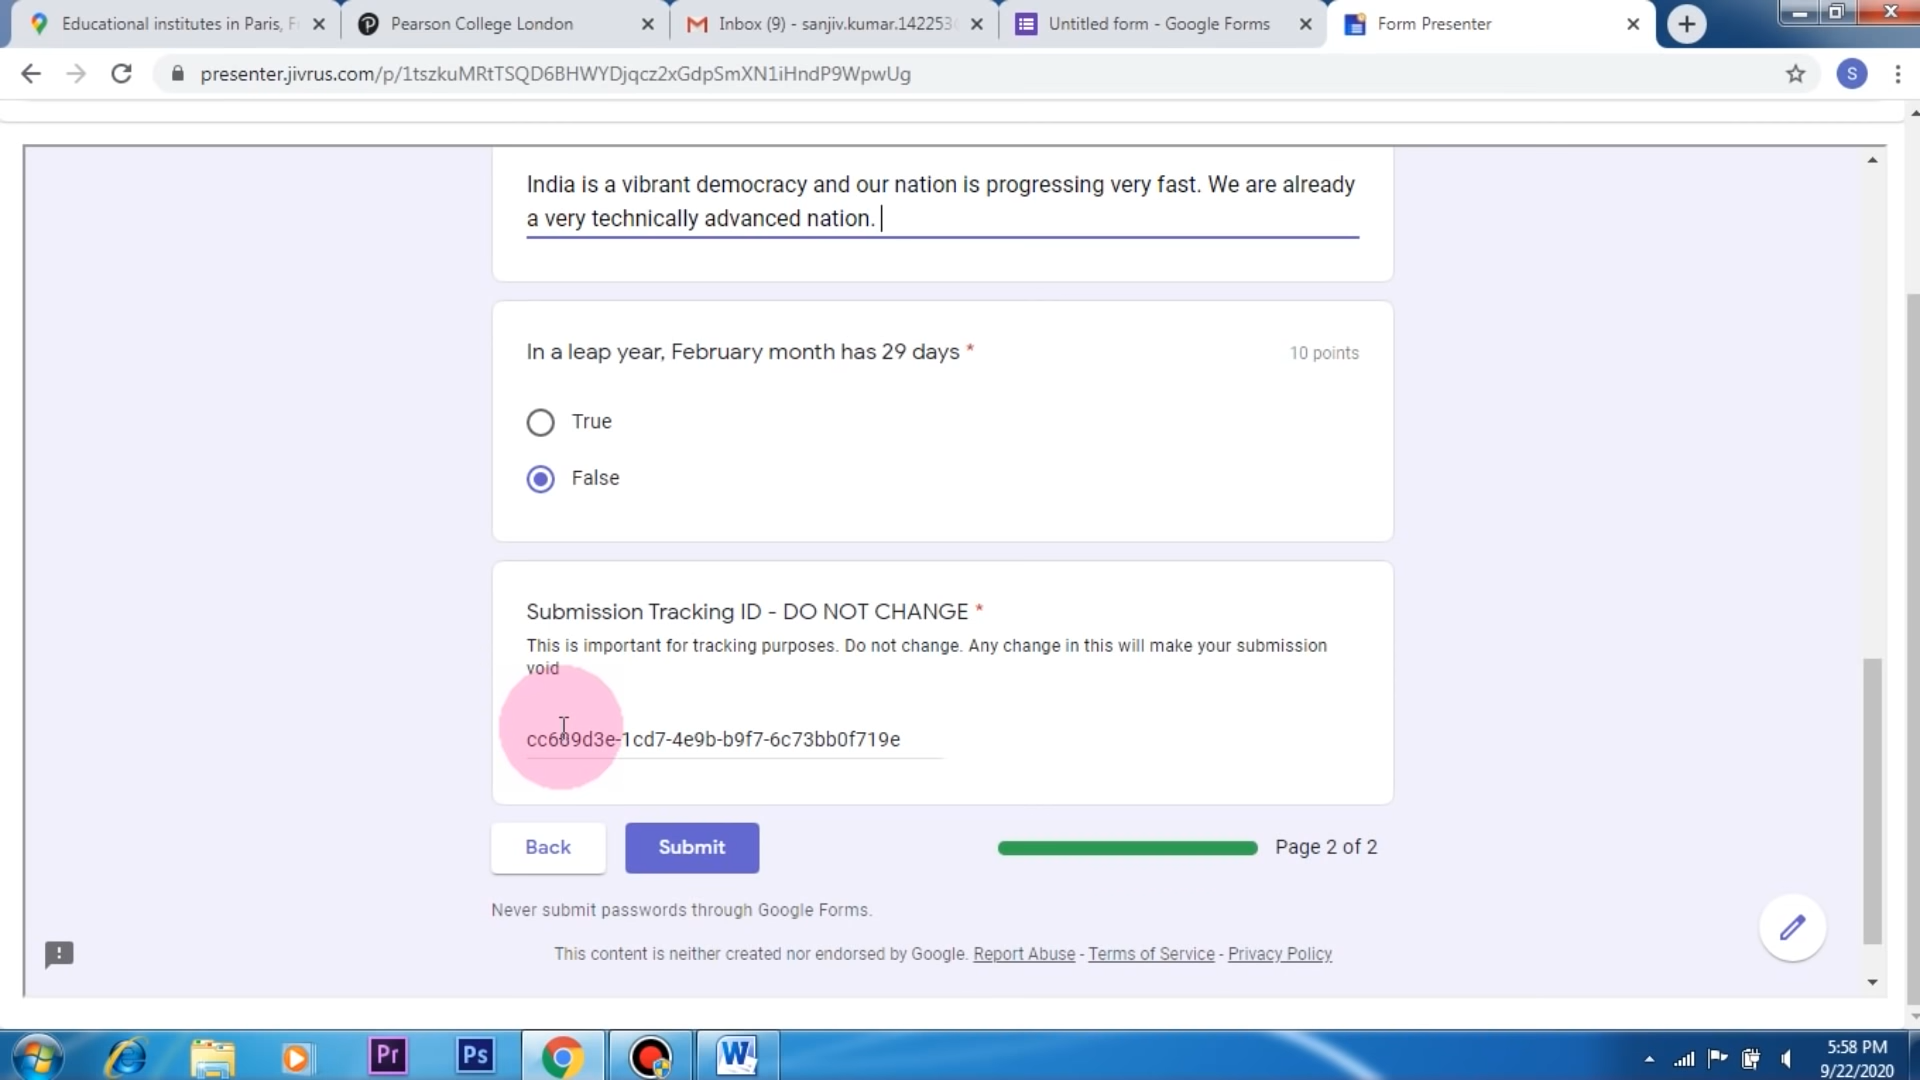 Educational institutes in Paris, F
Pearson College London
Inbox (9) - sanjiv.kumar.142253
Untitled form - Google Forms
Form Presenter
presenter.jivrus.com/p/1tszkuMRtTSQD6BHWYDjqcz2xGdpSmXN1iHndP9WpwUg
S
India is a vibrant democracy and our nation is progressing very fast. We are already
a very technically advanced nation.
In a leap year, February month has 29 days *
10 points
True
False
Submission Tracking ID - DO NOT CHANGE *
This is important for tracking purposes. Do not change. Any change in this will make your submission
void
cc689d3e-1cd7-4e9b-b9f7-6c73bb0f719e
Back
Submit
Page 2 of 2
Never submit passwords through Google Forms.
This content is neither created nor endorsed by Google. Report Abuse - Terms of Service - Privacy Policy
Pr
Ps
W
5:58 PM
9/22/2020